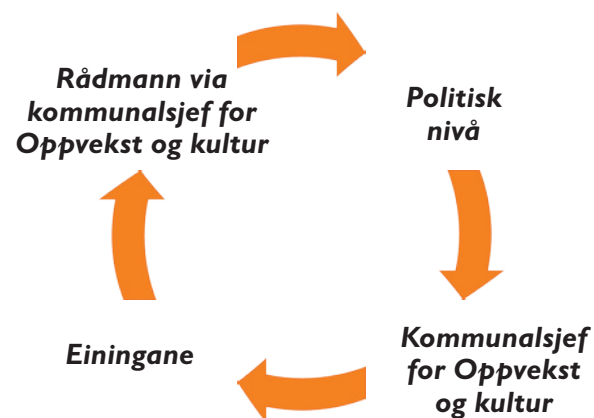 Rådmann via
kommunalsjef for
Oppvekst og kultur
Politisk
nivå
Kommunalsjef
for Oppvekst
og kultur
Einingane